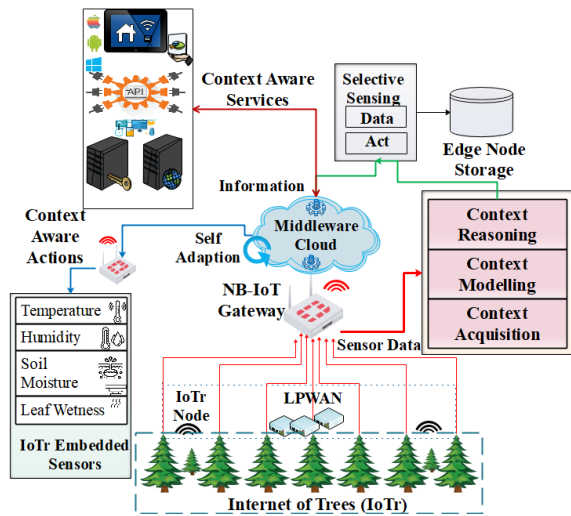 API
Context Aware
Services
Selective
Sensing
Data
Act
Edge Node
Storage
Information
Middleware
Cloud
Self
Adaption
Context
Aware
Actions
Context
Reasoning
Context
Modelling
Context
Acquisition
NB-IoT
Gateway
Sensor Data
Temperature
Humidity
Soil
Moisture
Leaf Wetness
IoTr Embedded
Sensors
IoTr
Node
LPWAN
Internet of Trees (IoTr)